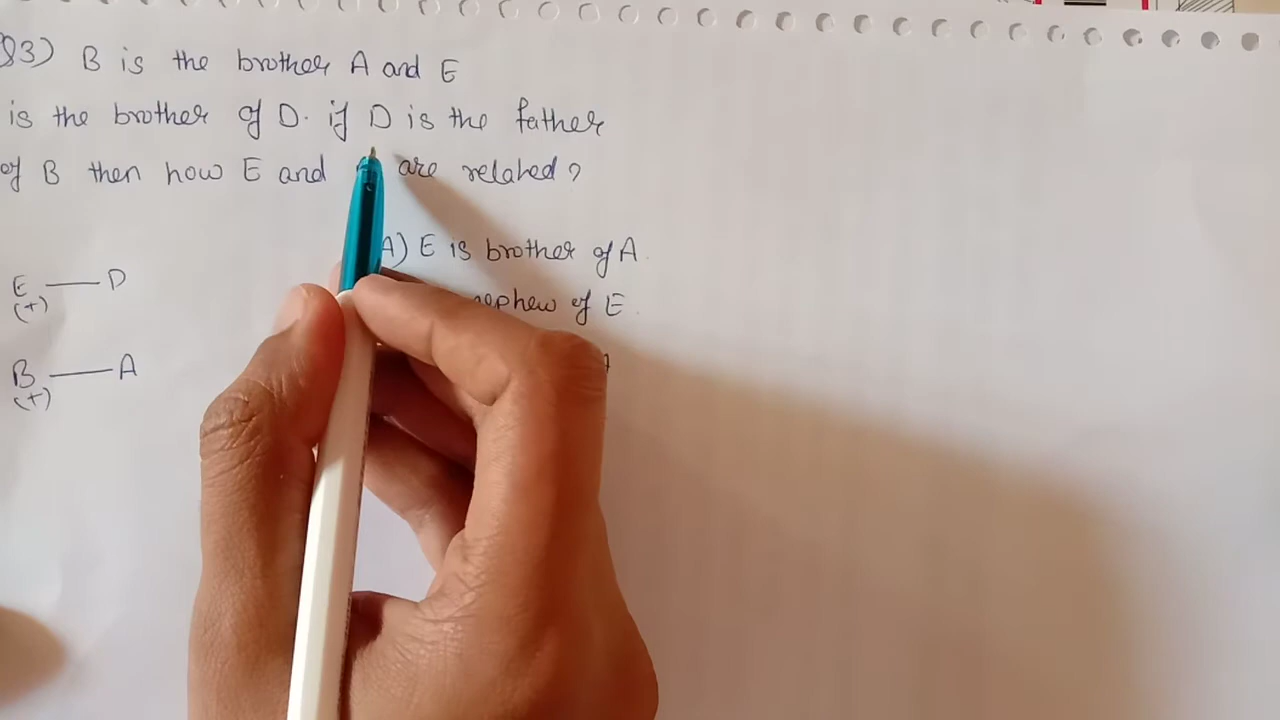 Q3) B is the brother A and E
is the brother of D. if D is the father
of B then how E and are related?
A) E is brother of A.
nephew of E.
E — D
(+)
B — A
(+)